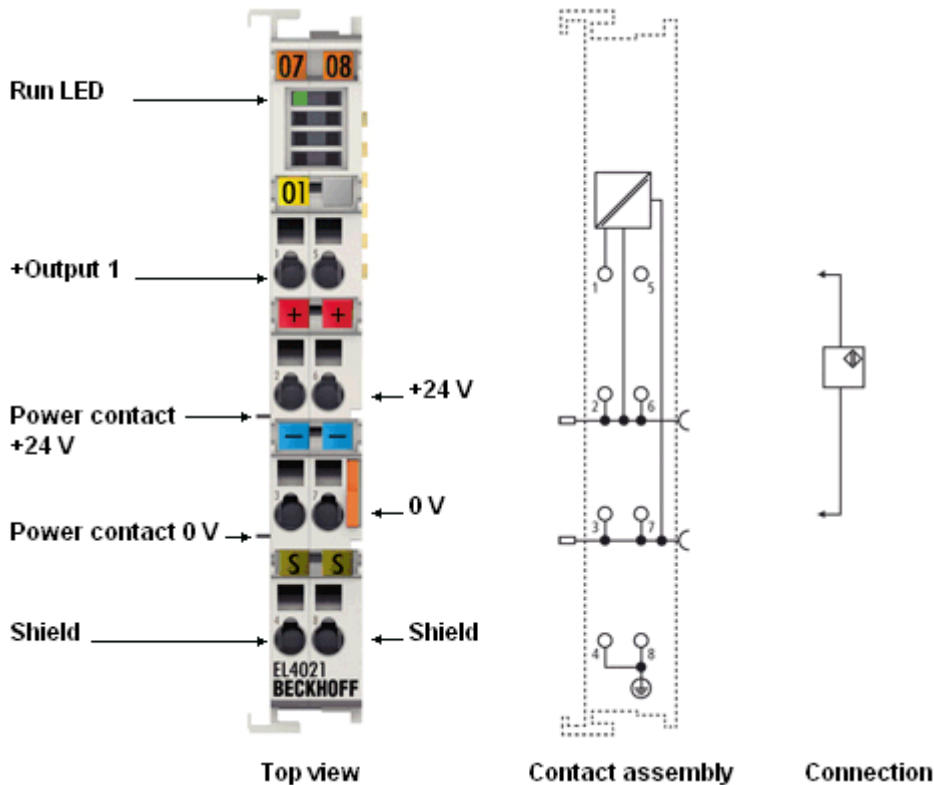 07 08
Run LED
01
1 5
+Output 1
1 5
+ +
2 6
+24 V
2 6
Power contact
+24 V
− −
3 7
0 V
3 7
Power contact 0 V
S S
4 8
Shield
Shield
4 8
EL4021
BECKHOFF
Top view
Contact assembly
Connection